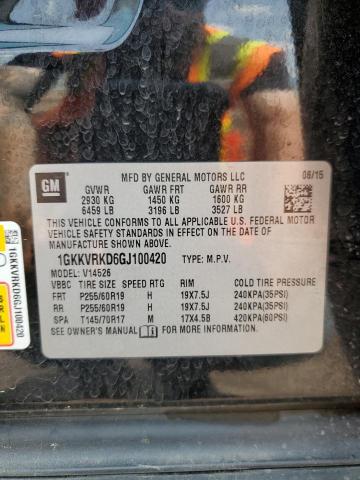 GM
MFD BY GENERAL MOTORS LLC 08/15
GVWR GAWR FRT GAWR RR
2930 KG 1450 KG 1600 KG
6459 LB 3196 LB 3527 LB
THIS VEHICLE CONFORMS TO ALL APPLICABLE U.S. FEDERAL MOTOR
VEHICLE SAFETY STANDARDS IN EFFECT ON THE DATE OF
MANUFACTURE SHOWN ABOVE.
1GKKVRKD6GJ100420 TYPE: M.P.V.
MODEL: V14526
VBBC TIRE SIZE SPEED RTG RIM COLD TIRE PRESSURE
FRT P255/60R19 H 19X7.5J 240KPA(35PSI)
RR P255/60R19 H 19X7.5J 240KPA(35PSI)
SPA T145/70R17 M 17X4.5B 420KPA(60PSI)
SEE OWNER'S MANUAL FOR MORE INFORMATION.
1GKKVRKD6GJ100420